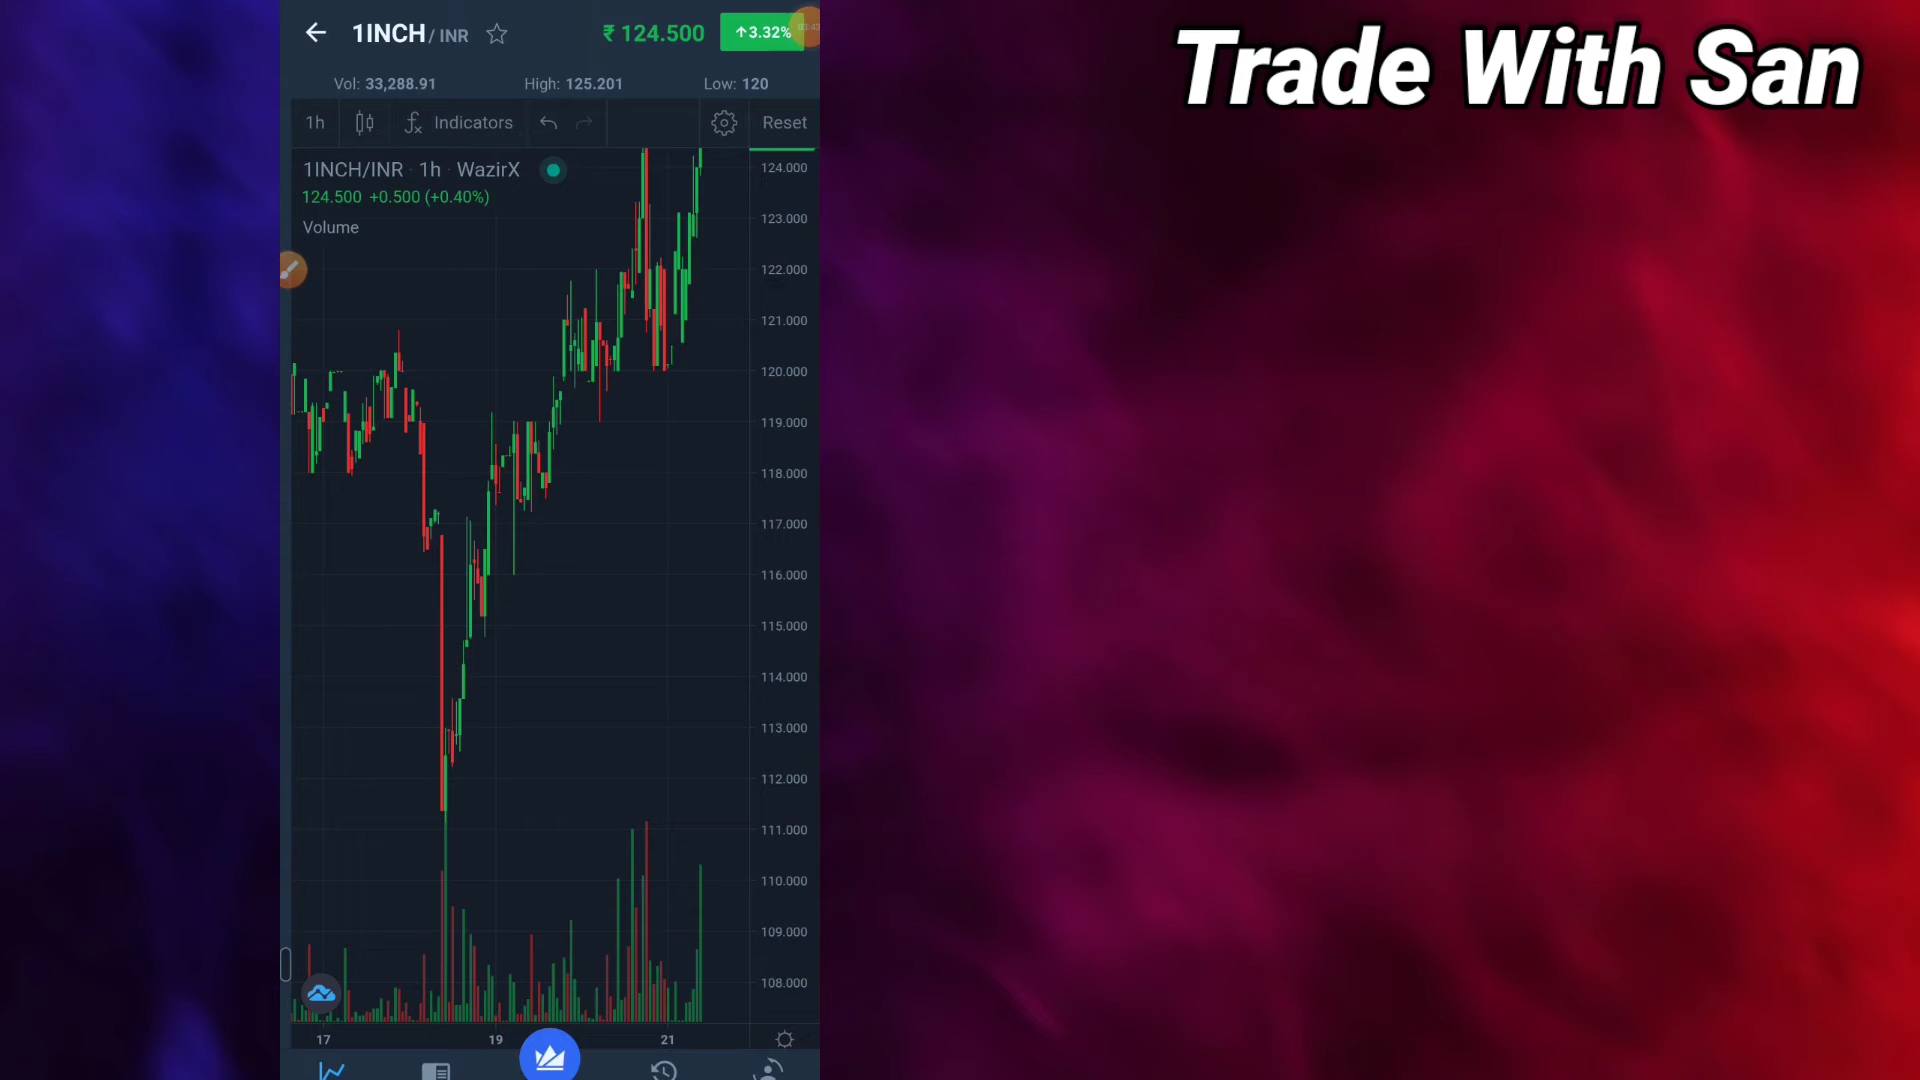 Trade With San
1INCH / INR
₹ 124.500
↑3.32%
Vol: 33,288.91 High: 125.201 Low: 120
1h fx Indicators Reset
1INCH/INR · 1h · WazirX
124.500 +0.500 (+0.40%)
Volume
124.000
123.000
122.000
121.000
120.000
119.000
118.000
117.000
116.000
115.000
114.000
113.000
112.000
111.000
110.000
109.000
108.000
17 19 21